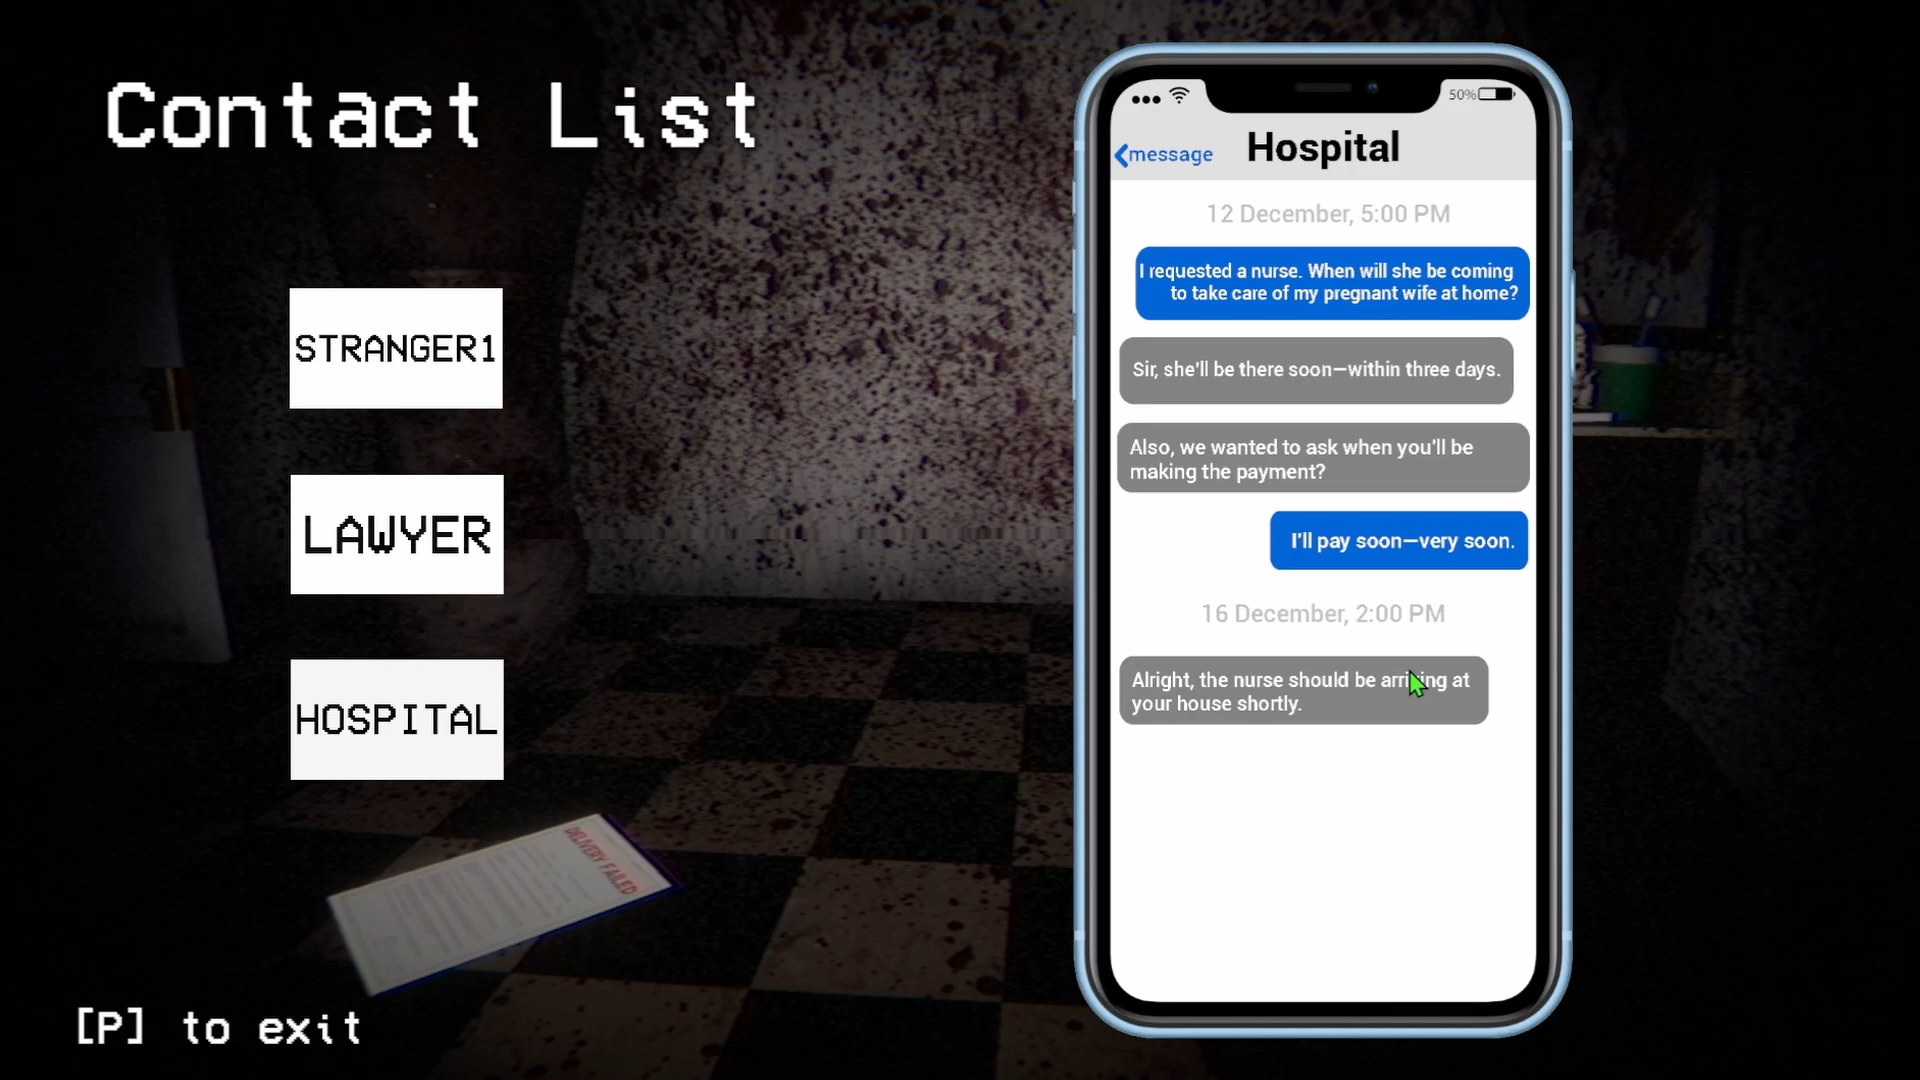 Contact List
STRANGER1
LAWYER
HOSPITAL
DELIVERY FAILED
[P] to exit
50%
message
Hospital
12 December, 5:00 PM
I requested a nurse. When will she be coming
to take care of my pregnant wife at home?
Sir, she'll be there soon—within three days.
Also, we wanted to ask when you'll be
making the payment?
I'll pay soon—very soon.
16 December, 2:00 PM
Alright, the nurse should be arriving at
your house shortly.